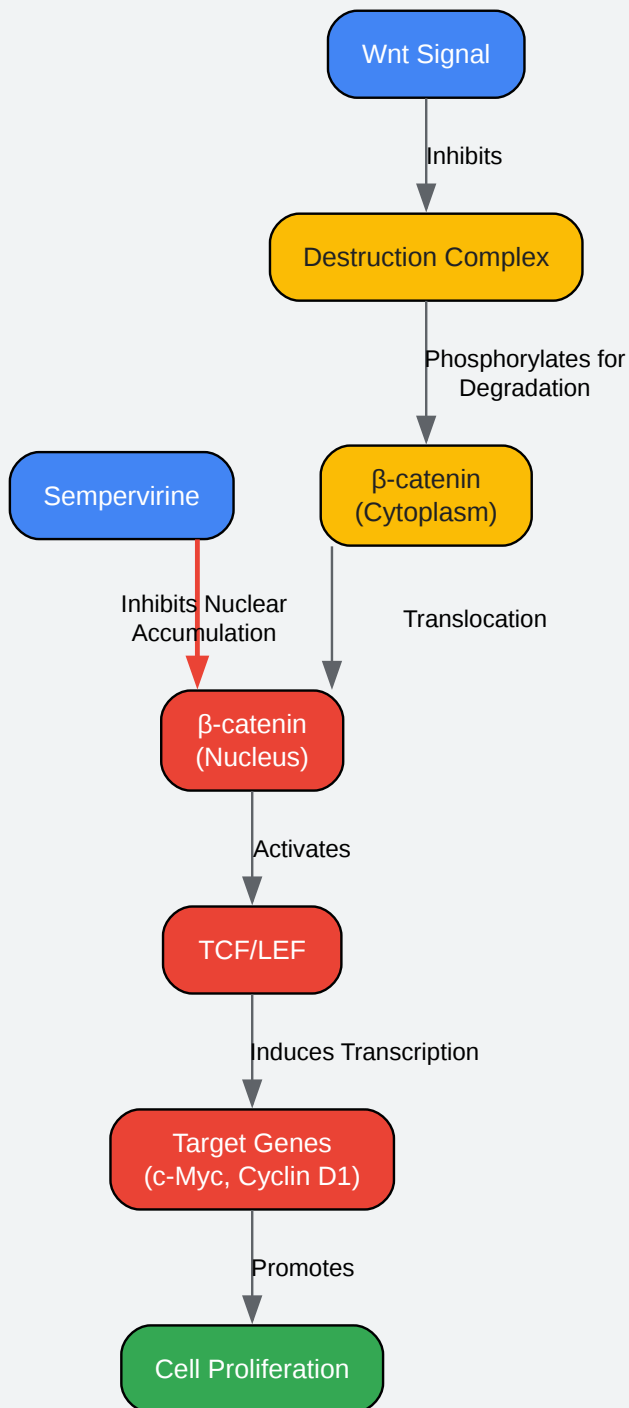 Wnt Signal
Inhibits
Destruction Complex
Phosphorylates for
Degradation
β-catenin
(Cytoplasm)
Sempervirine
Inhibits Nuclear
Accumulation
Translocation
β-catenin
(Nucleus)
Activates
TCF/LEF
Induces Transcription
Target Genes
(c-Myc, Cyclin D1)
Promotes
Cell Proliferation